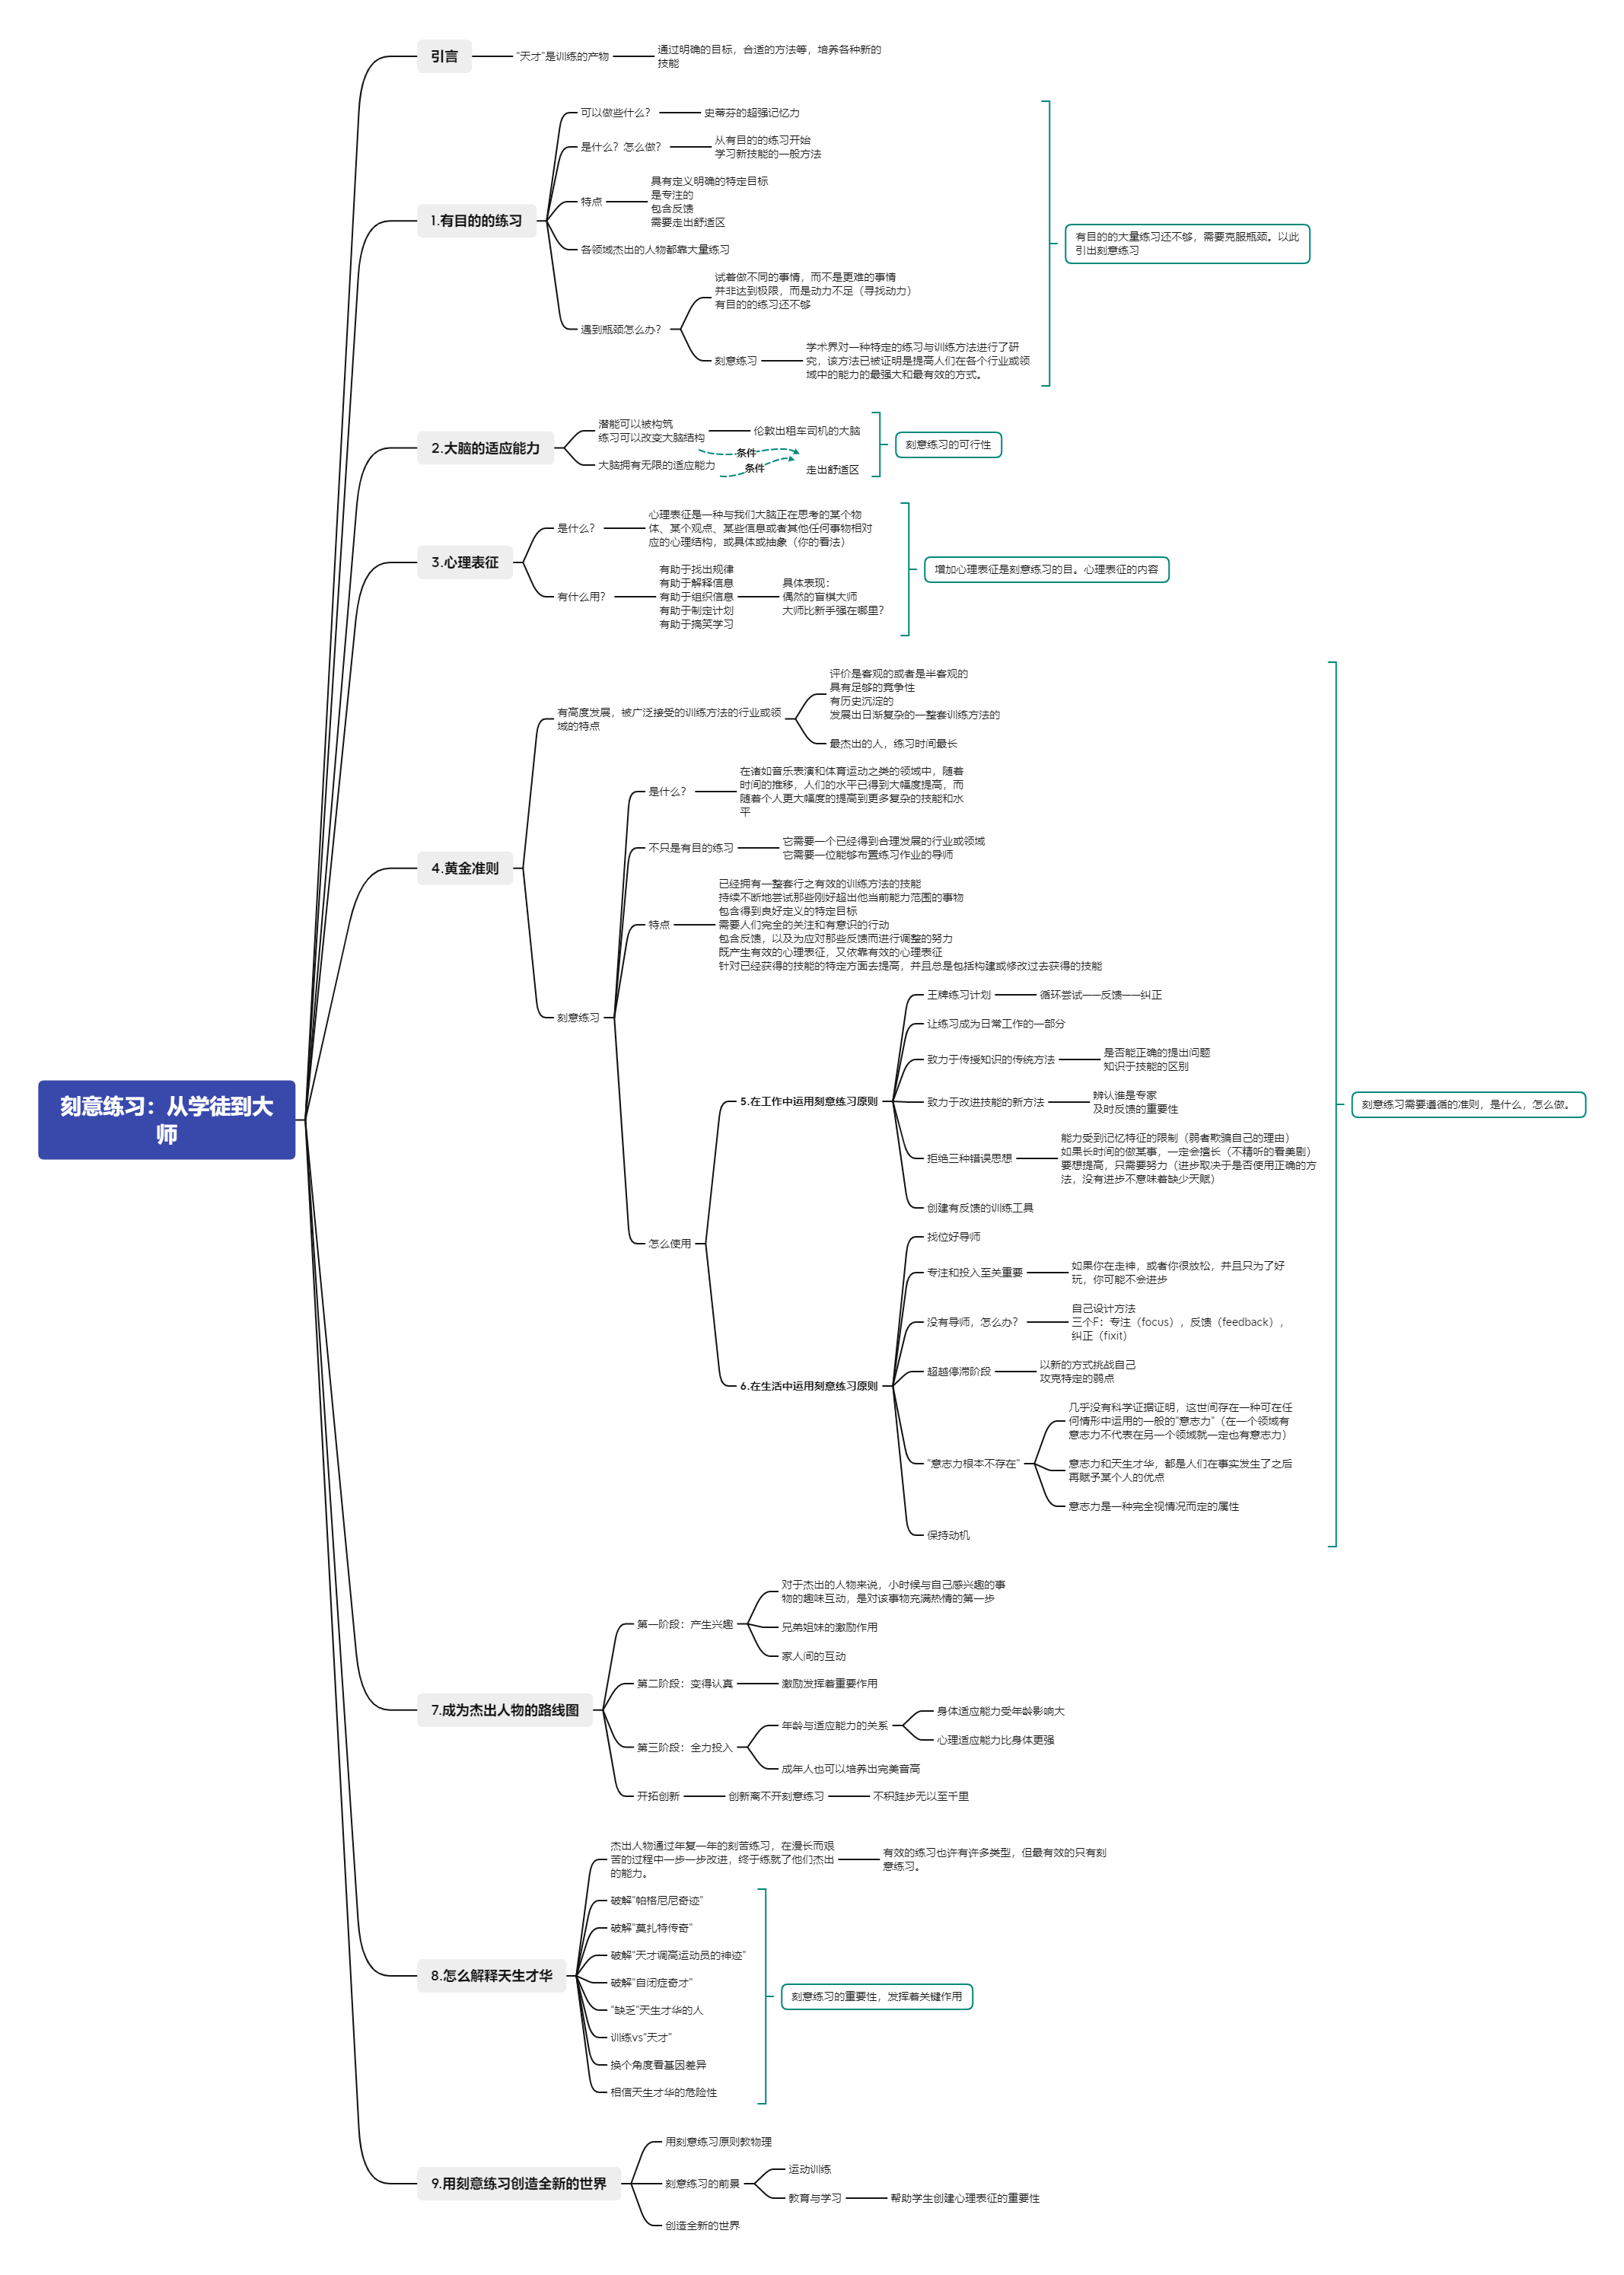 刻意练习：从学徒到大
师
引言
"天才"是训练的产物
通过明确的目标，合适的方法等，培养各种新的
技能
1.有目的的练习
可以做些什么？
史蒂芬的超强记忆力
是什么？怎么做？
从有目的的练习开始
学习新技能的一般方法
特点
具有定义明确的特定目标
是专注的
包含反馈
需要走出舒适区
各领域杰出的人物都靠大量练习
遇到瓶颈怎么办？
试着做不同的事情，而不是更难的事情
并非达到极限，而是动力不足（寻找动力）
有目的的练习还不够
刻意练习
学术界对一种特定的练习与训练方法进行了研
究，该方法已被证明是提高人们在各个行业或领
域中的能力的最强大和最有效的方式。
有目的的大量练习还不够，需要克服瓶颈。以此
引出刻意练习
2.大脑的适应能力
潜能可以被构筑
练习可以改变大脑结构
伦敦出租车司机的大脑
条件
大脑拥有无限的适应能力
条件
走出舒适区
刻意练习的可行性
3.心理表征
是什么？
心理表征是一种与我们大脑正在思考的某个物
体、某个观点、某些信息或者其他任何事物相对
应的心理结构，或具体或抽象（你的看法）
有什么用？
有助于找出规律
有助于解释信息
有助于组织信息
有助于制定计划
有助于搞笑学习
具体表现：
偶然的盲棋大师
大师比新手强在哪里？
增加心理表征是刻意练习的目。心理表征的内容
4.黄金准则
有高度发展，被广泛接受的训练方法的行业或领
域的特点
评价是客观的或者是半客观的
具有足够的竞争性
有历史沉淀的
发展出日渐复杂的一整套训练方法的
最杰出的人，练习时间最长
刻意练习
是什么？
在诸如音乐表演和体育运动之类的领域中，随着
时间的推移，人们的水平已得到大幅度提高，而
随着个人更大幅度的提高到更多复杂的技能和水
平
不只是有目的练习
它需要一个已经得到合理发展的行业或领域
它需要一位能够布置练习作业的导师
特点
已经拥有一整套行之有效的训练方法的技能
持续不断地尝试那些刚好超出他当前能力范围的事物
包含得到良好定义的特定目标
需要人们完全的关注和有意识的行动
包含反馈，以及为应对那些反馈而进行调整的努力
既产生有效的心理表征，又依靠有效的心理表征
针对已经获得的技能的特定方面去提高，并且总是包括构建或修改过去获得的技能
怎么使用
5.在工作中运用刻意练习原则
王牌练习计划
循环尝试——反馈——纠正
让练习成为日常工作的一部分
致力于传授知识的传统方法
是否能正确的提出问题
知识于技能的区别
致力于改进技能的新方法
辨认谁是专家
及时反馈的重要性
拒绝三种错误思想
能力受到记忆特征的限制（弱者欺骗自己的理由）
如果长时间的做某事，一定会擅长（不精听的看美剧）
要想提高，只需要努力（进步取决于是否使用正确的方
法，没有进步不意味着缺少天赋）
创建有反馈的训练工具
6.在生活中运用刻意练习原则
找位好导师
专注和投入至关重要
如果你在走神，或者你很放松，并且只为了好
玩，你可能不会进步
没有导师，怎么办？
自己设计方法
三个F：专注（focus），反馈（feedback），
纠正（fixit）
超越停滞阶段
以新的方式挑战自己
攻克特定的弱点
"意志力根本不存在"
几乎没有科学证据证明，这世间存在一种可在任
何情形中运用的一般的"意志力"（在一个领域有
意志力不代表在另一个领域就一定也有意志力）
意志力和天生才华，都是人们在事实发生了之后
再赋予某个人的优点
意志力是一种完全视情况而定的属性
保持动机
刻意练习需要遵循的准则，是什么，怎么做。
7.成为杰出人物的路线图
第一阶段：产生兴趣
对于杰出的人物来说，小时候与自己感兴趣的事
物的趣味互动，是对该事物充满热情的第一步
兄弟姐妹的激励作用
家人间的互动
第二阶段：变得认真
激励发挥着重要作用
第三阶段：全力投入
年龄与适应能力的关系
身体适应能力受年龄影响大
心理适应能力比身体更强
成年人也可以培养出完美音高
开拓创新
创新离不开刻意练习
不积跬步无以至千里
8.怎么解释天生才华
杰出人物通过年复一年的刻苦练习，在漫长而艰
苦的过程中一步一步改进，终于练就了他们杰出
的能力。
有效的练习也许有许多类型，但最有效的只有刻
意练习。
破解"帕格尼尼奇迹"
破解"莫扎特传奇"
破解"天才调高运动员的神迹"
破解"自闭症奇才"
"缺乏"天生才华的人
训练vs"天才"
换个角度看基因差异
相信天生才华的危险性
刻意练习的重要性，发挥着关键作用
9.用刻意练习创造全新的世界
用刻意练习原则教物理
刻意练习的前景
运动训练
教育与学习
帮助学生创建心理表征的重要性
创造全新的世界